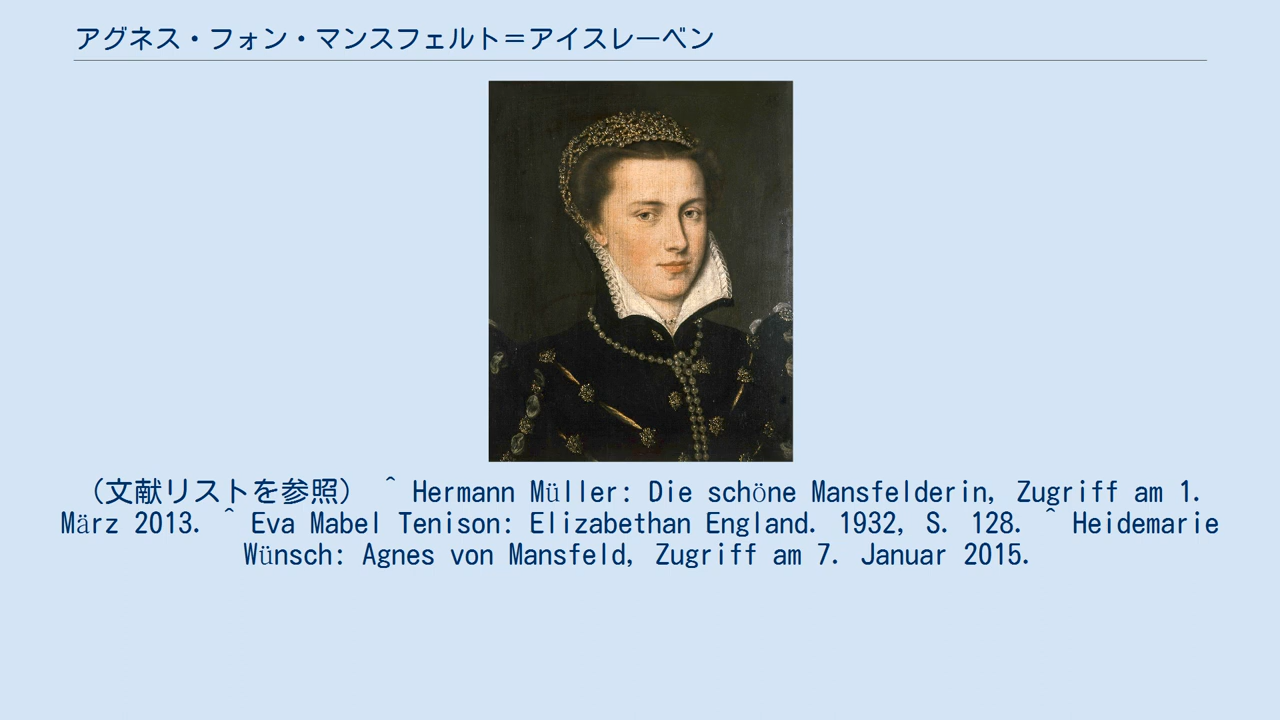 アグネス・フォン・マンスフェルト＝アイスレーベン
（文献リストを参照） ^ Hermann Müller: Die schöne Mansfelderin, Zugriff am 1.
März 2013. ^ Eva Mabel Tenison: Elizabethan England. 1932, S. 128. ^ Heidemarie
Wünsch: Agnes von Mansfeld, Zugriff am 7. Januar 2015.